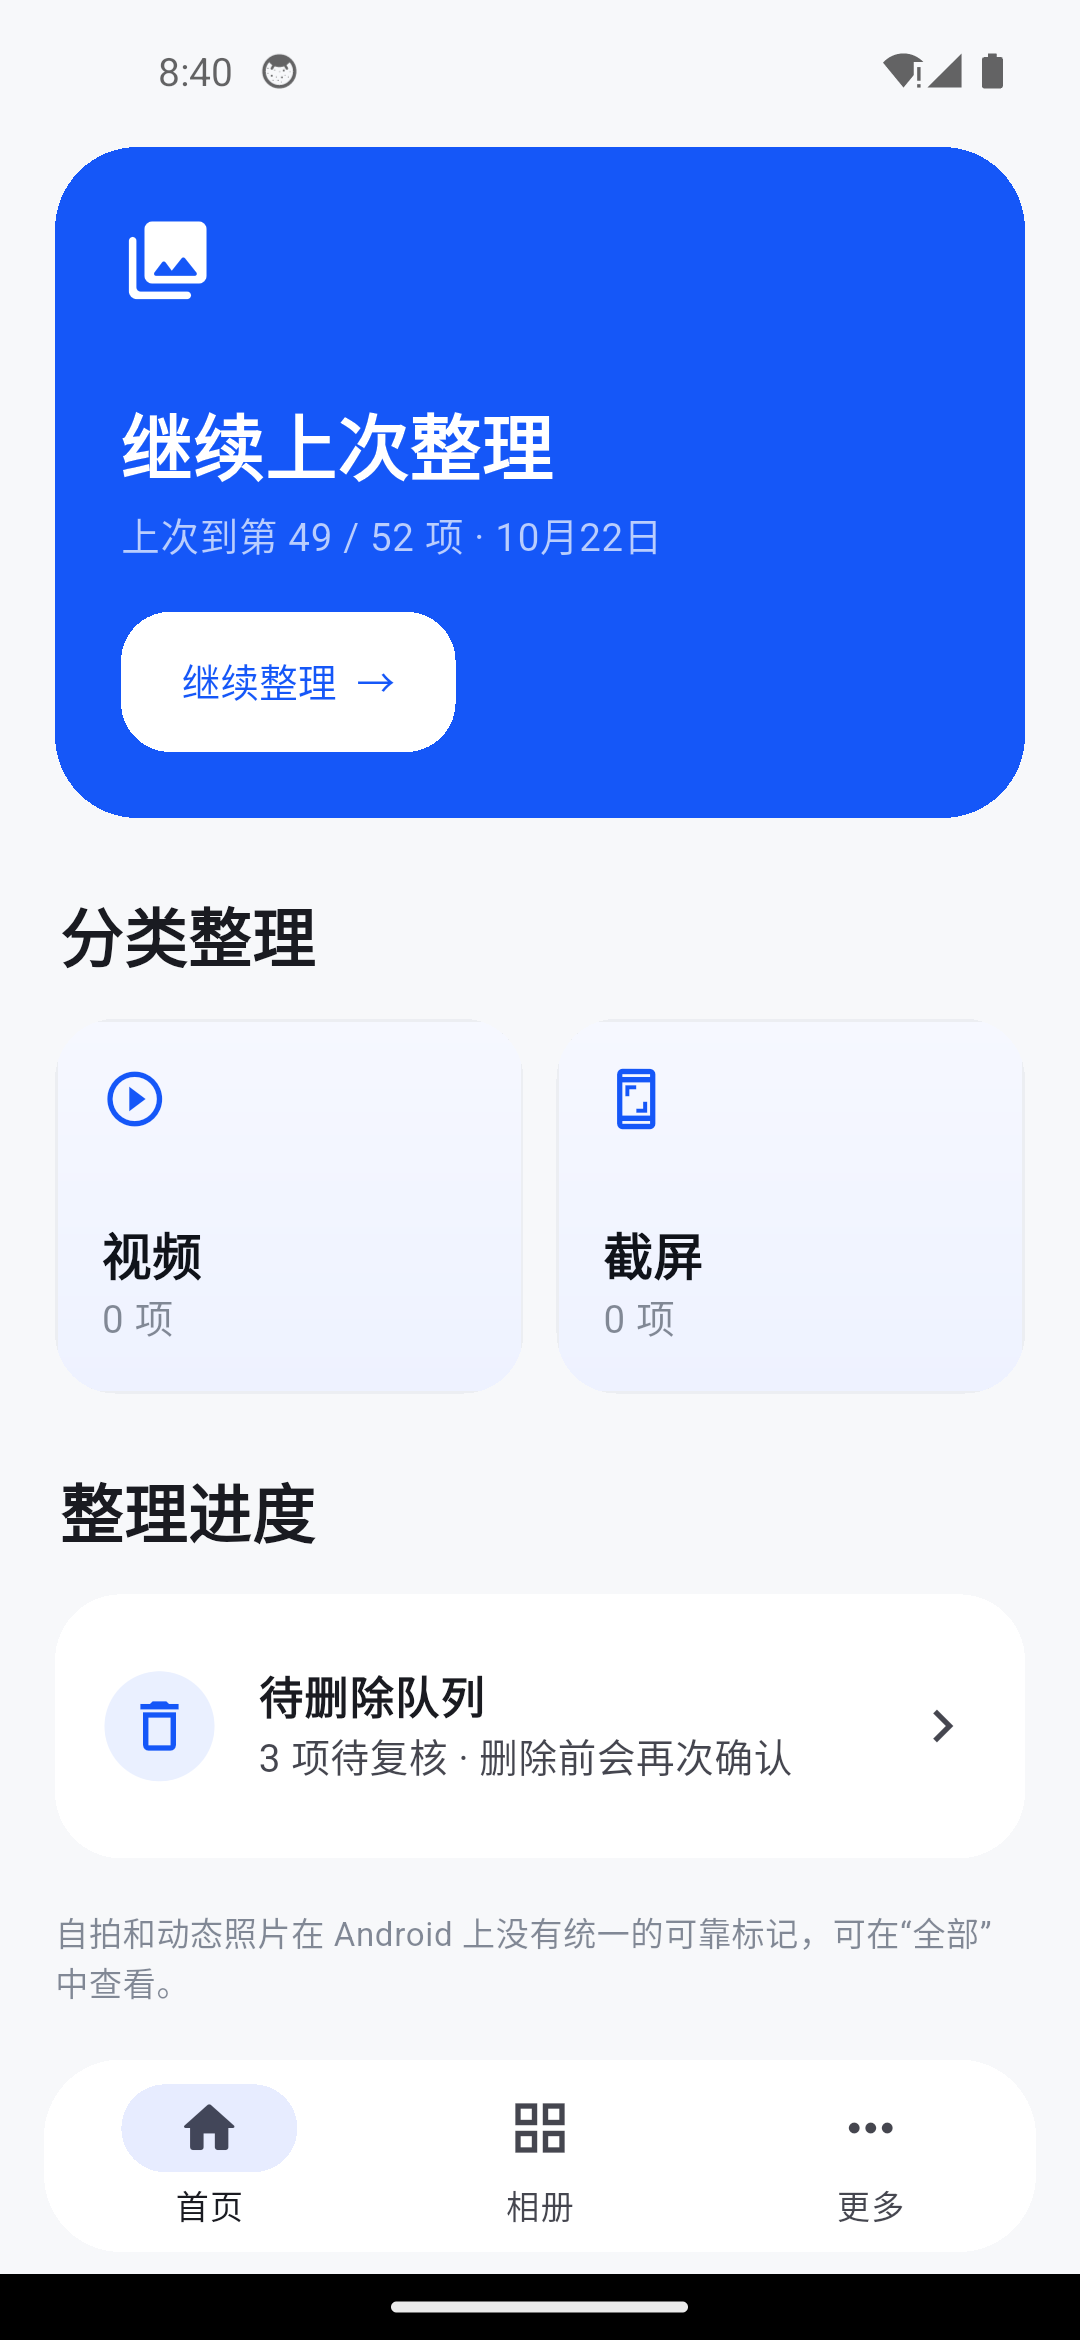 8:40
继续上次整理
上次到第 49 / 52 项 · 10月22日
继续整理 →
分类整理
视频
0 项
截屏
0 项
整理进度
待删除队列
3 项待复核 · 删除前会再次确认
自拍和动态照片在 Android 上没有统一的可靠标记，可在“全部”
中查看。
首页
相册
更多